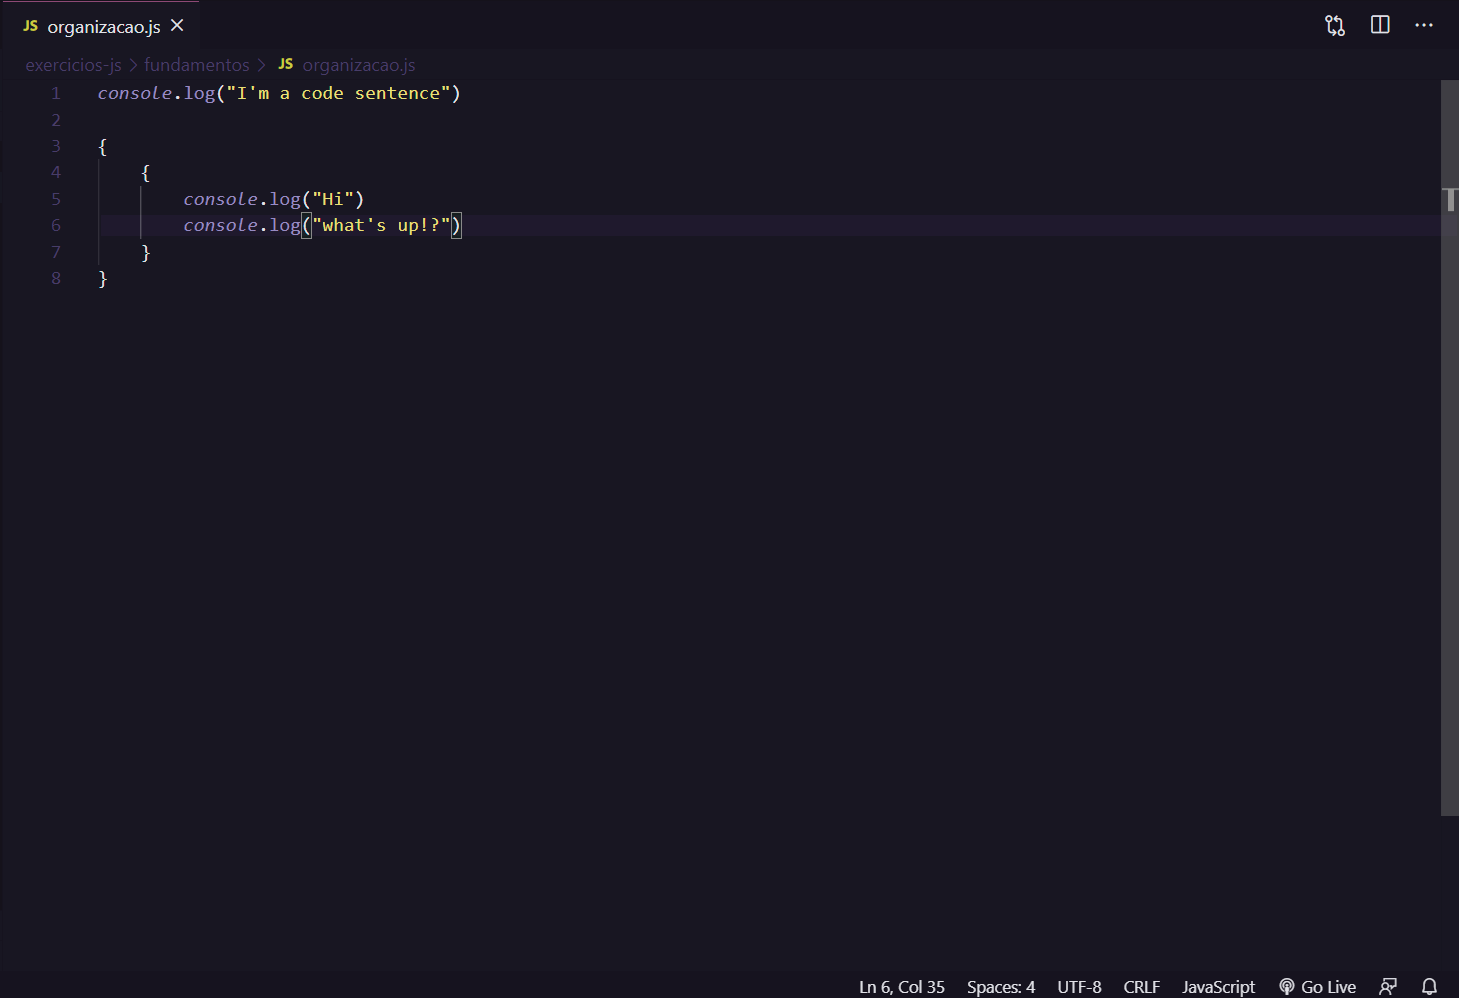 JS organizacao.js
exercicios-js > fundamentos > JS organizacao.js
1 console.log("I'm a code sentence")
2
3 {
4     {
5         console.log("Hi")
6         console.log("what's up!?")
7     }
8 }
Ln 6, Col 35 Spaces: 4 UTF-8 CRLF JavaScript Go Live